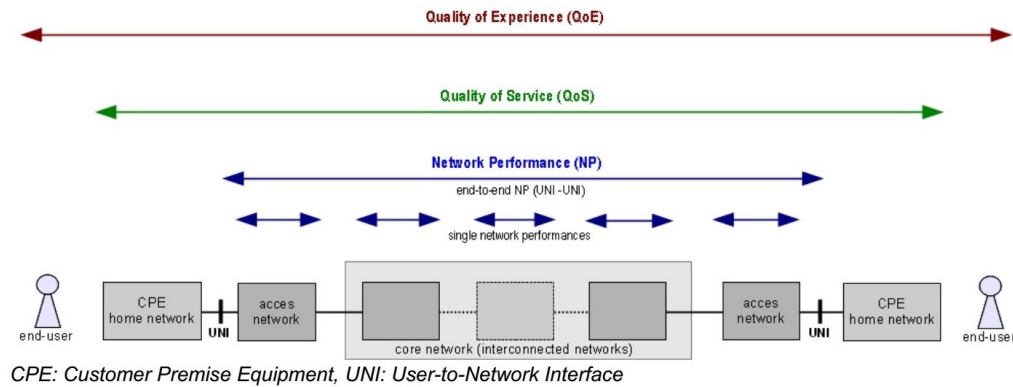 Quality of Experience (QoE)
Quality of Service (QoS)
Network Performance (NP)
end-to-end NP (UNI -UNI)
single network performances
end-user
CPE
home network
UNI
acces
network
core network (interconnected networks)
acces
network
UNI
CPE
home network
end-user
CPE: Customer Premise Equipment, UNI: User-to-Network Interface